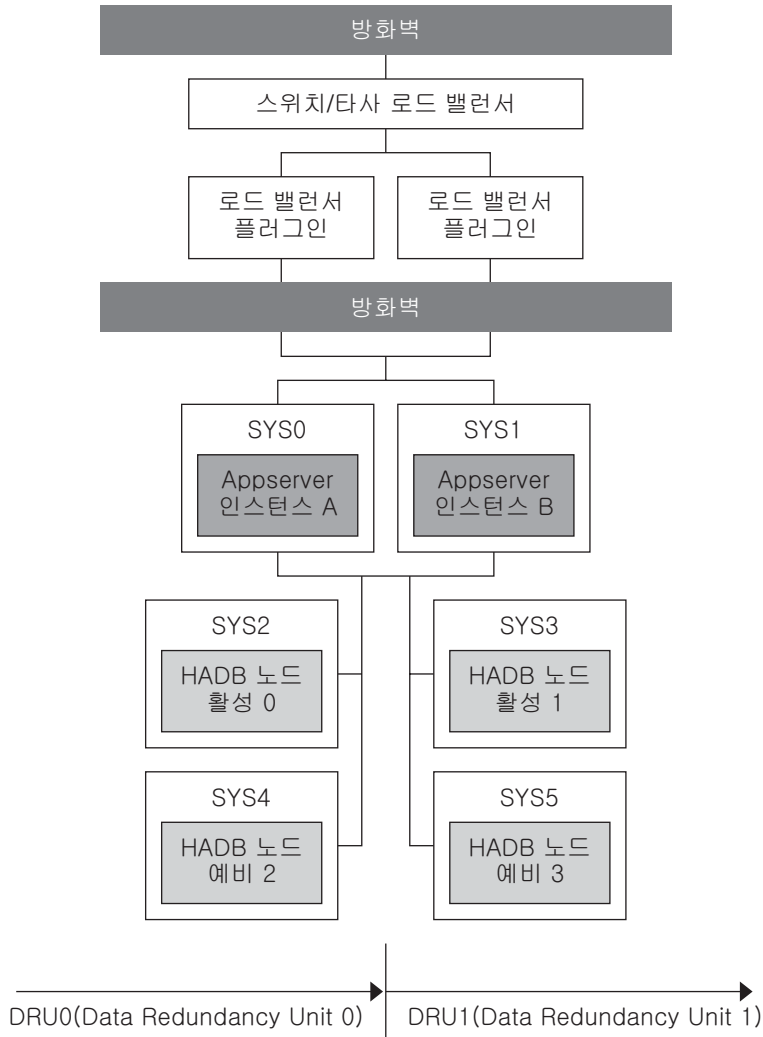 방화벽
스위치/타사 로드 밸런서
로드 밸런서
플러그인
로드 밸런서
플러그인
방화벽
SYS0
Appserver
인스턴스 A
SYS1
Appserver
인스턴스 B
SYS2
HADB 노드
활성 0
SYS3
HADB 노드
활성 1
SYS4
HADB 노드
예비 2
SYS5
HADB 노드
예비 3
DRU0(Data Redundancy Unit 0)
DRU1(Data Redundancy Unit 1)